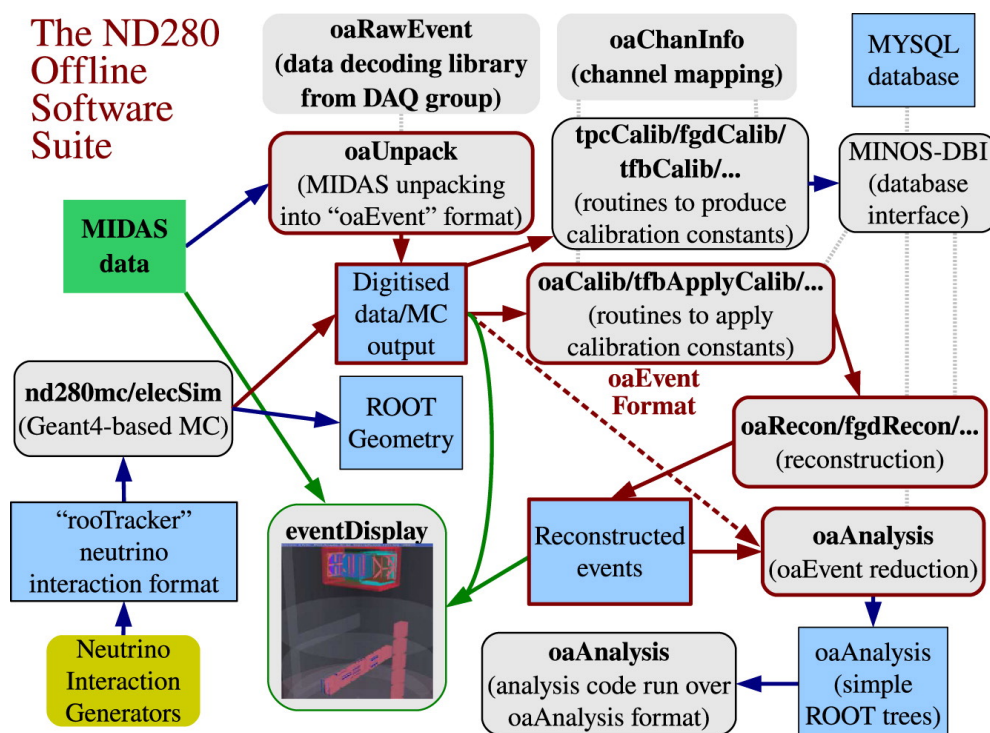 The ND280
Offline
Software
Suite
oaRawEvent
(data decoding library
from DAQ group)
oaChanInfo
(channel mapping)
MYSQL
database
oaUnpack
(MIDAS unpacking
into “oaEvent” format)
tpcCalib/fgdCalib/
tfbCalib/...
(routines to produce
calibration constants)
MINOS-DBI
(database
interface)
MIDAS
data
Digitised
data/MC
output
oaCalib/tfbApplyCalib/...
(routines to apply
calibration constants)
oaEvent
Format
nd280mc/elecSim
(Geant4-based MC)
ROOT
Geometry
oaRecon/fgdRecon/...
(reconstruction)
“rooTracker”
neutrino
interaction format
eventDisplay
Reconstructed
events
oaAnalysis
(oaEvent reduction)
Neutrino
Interaction
Generators
oaAnalysis
(analysis code run over
oaAnalysis format)
oaAnalysis
(simple
ROOT trees)